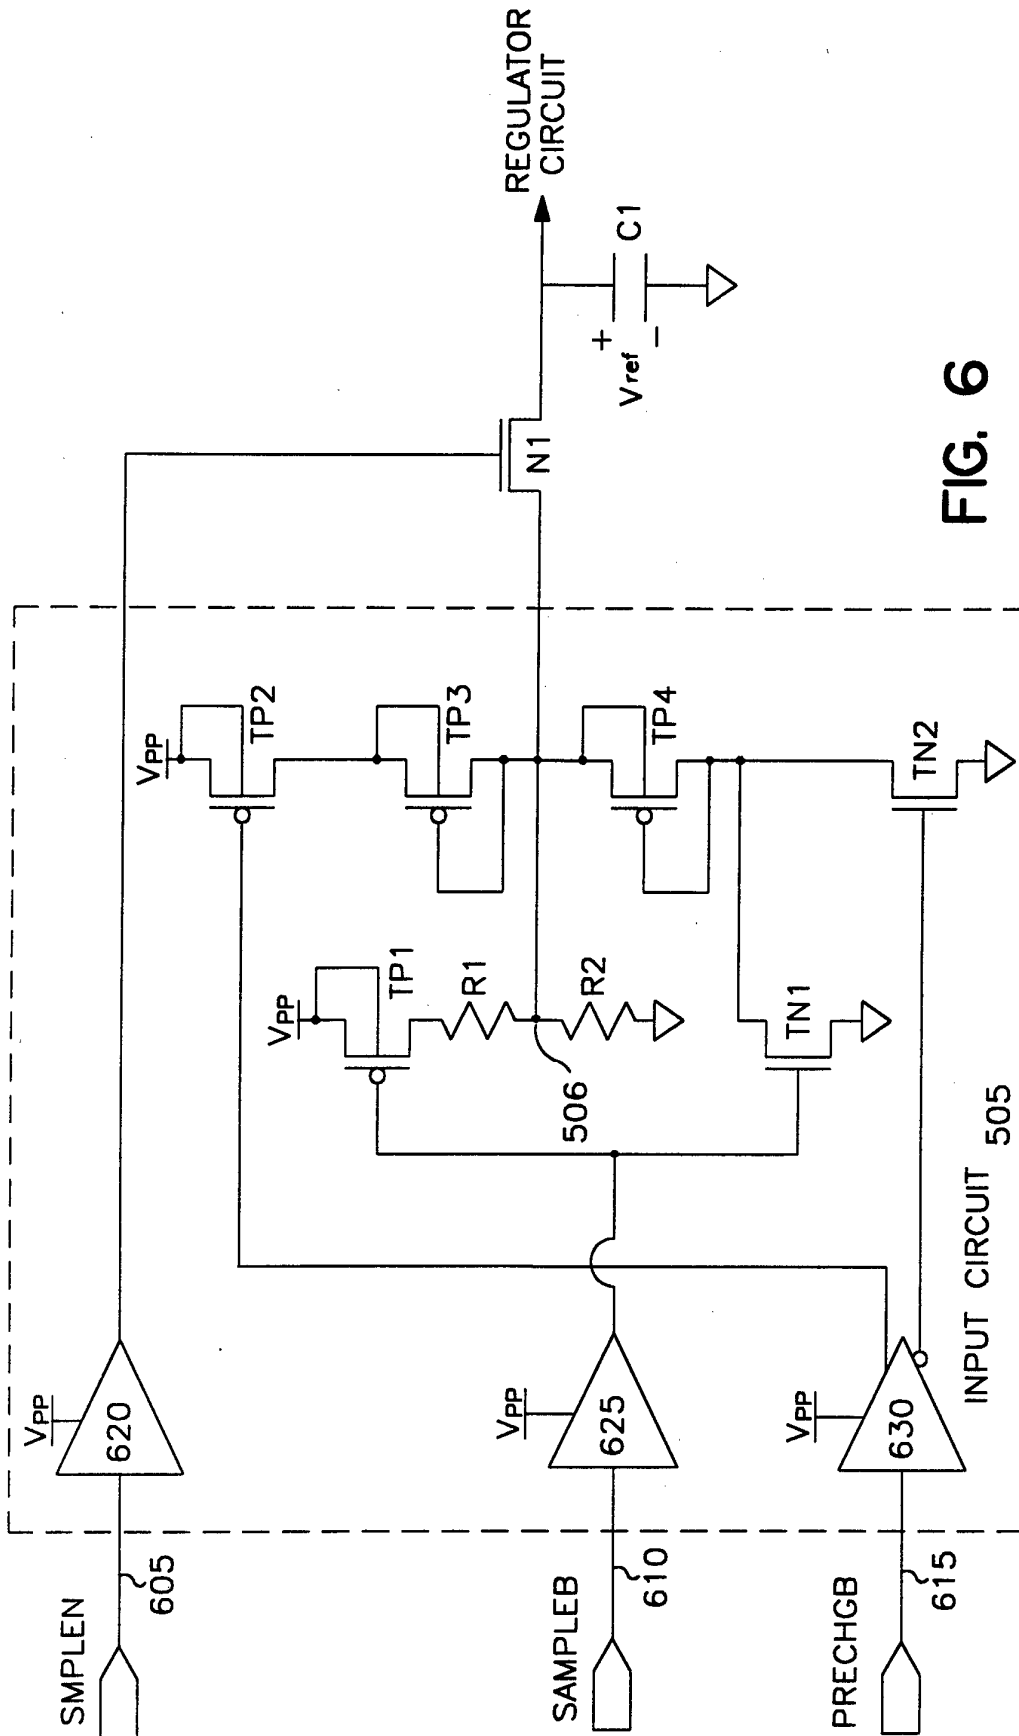 SMPLEN
605
VPP
620
SAMPLEB
610
VPP
625
PRECHGB
615
VPP
630
INPUT CIRCUIT
505
VPP
TP1
R1
506
R2
TN1
VPP
TP2
TP3
TP4
TN2
N1
+
Vref
−
C1
REGULATOR
CIRCUIT
FIG. 6